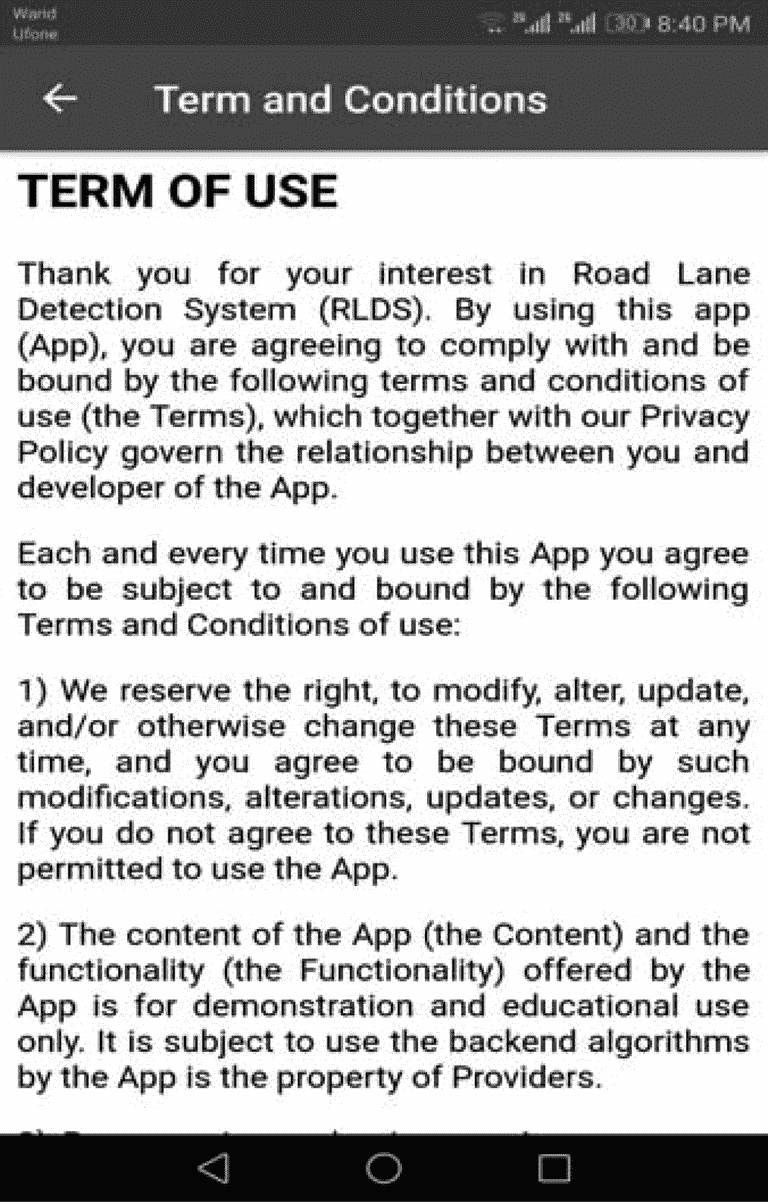 Warid
Ufone
30 8:40 PM
Term and Conditions
TERM OF USE
Thank you for your interest in Road Lane
Detection System (RLDS). By using this app
(App), you are agreeing to comply with and be
bound by the following terms and conditions of
use (the Terms), which together with our Privacy
Policy govern the relationship between you and
developer of the App.
Each and every time you use this App you agree
to be subject to and bound by the following
Terms and Conditions of use:
1) We reserve the right, to modify, alter, update,
and/or otherwise change these Terms at any
time, and you agree to be bound by such
modifications, alterations, updates, or changes.
If you do not agree to these Terms, you are not
permitted to use the App.
2) The content of the App (the Content) and the
functionality (the Functionality) offered by the
App is for demonstration and educational use
only. It is subject to use the backend algorithms
by the App is the property of Providers.